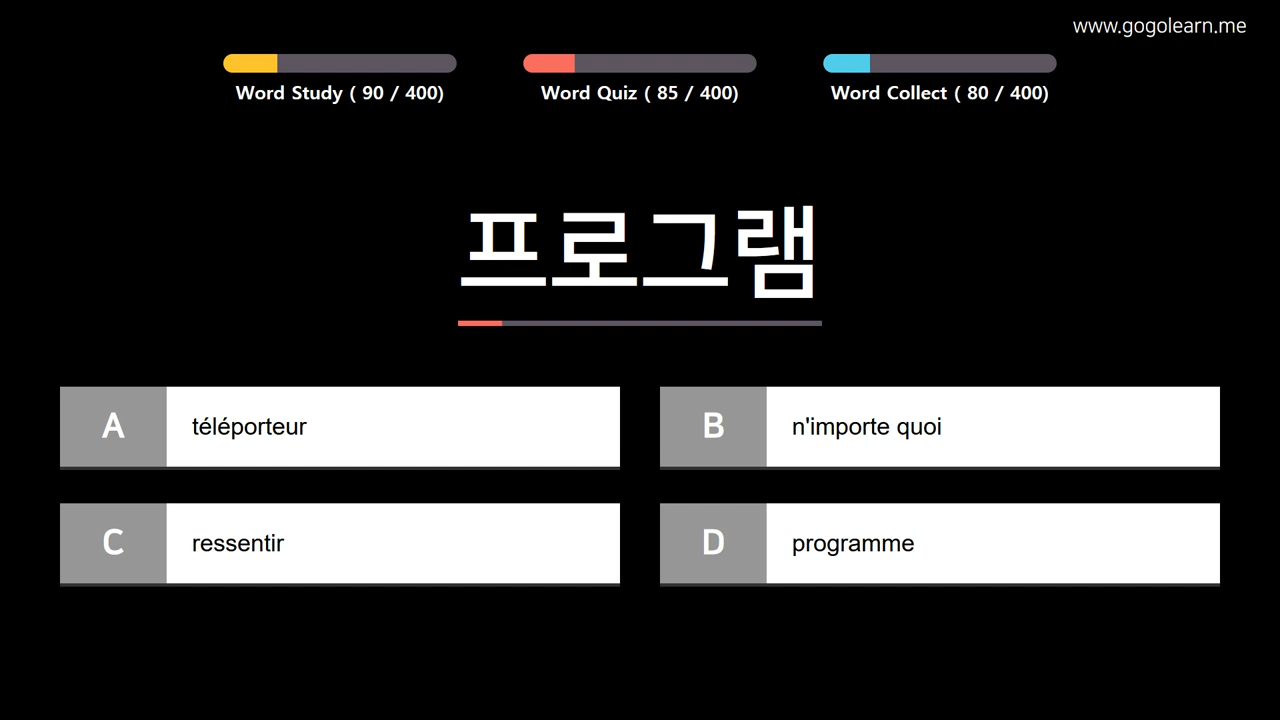 www.gogolearn.me
Word Study ( 90 / 400)
Word Quiz ( 85 / 400)
Word Collect ( 80 / 400)
프로그램
A
téléporteur
B
n'importe quoi
C
ressentir
D
programme